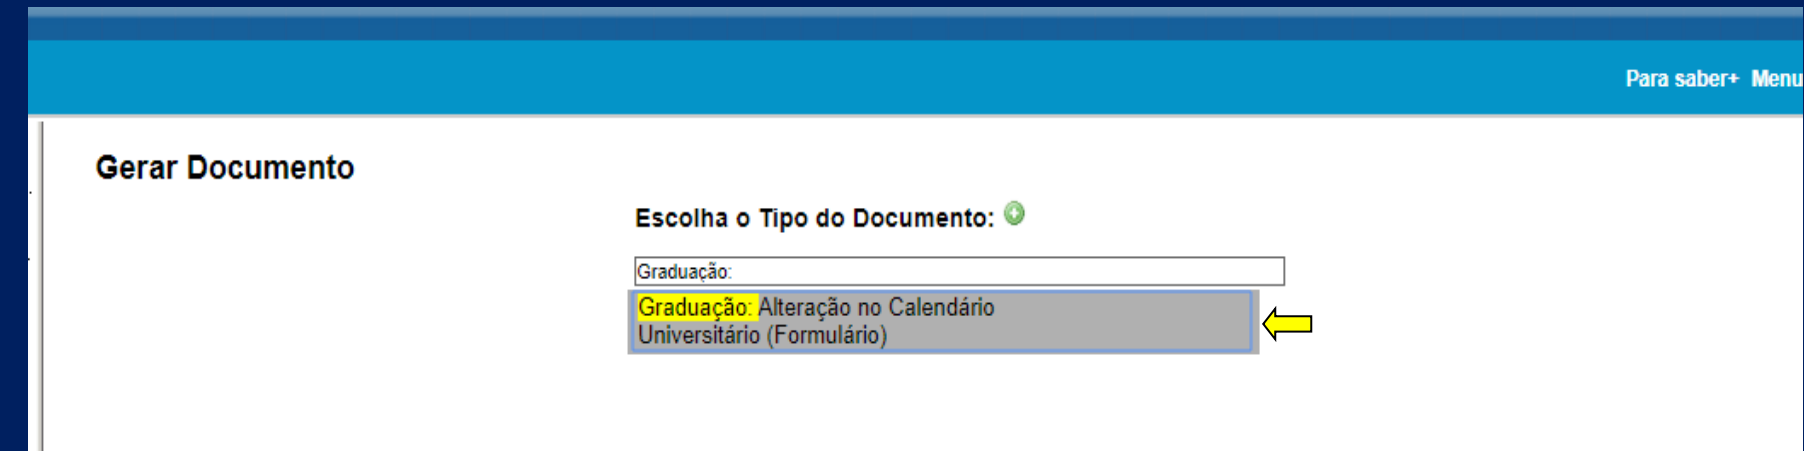 Para saber+ Menu
Gerar Documento
Escolha o Tipo do Documento:
Graduação:
Graduação: Alteração no Calendário
Universitário (Formulário)